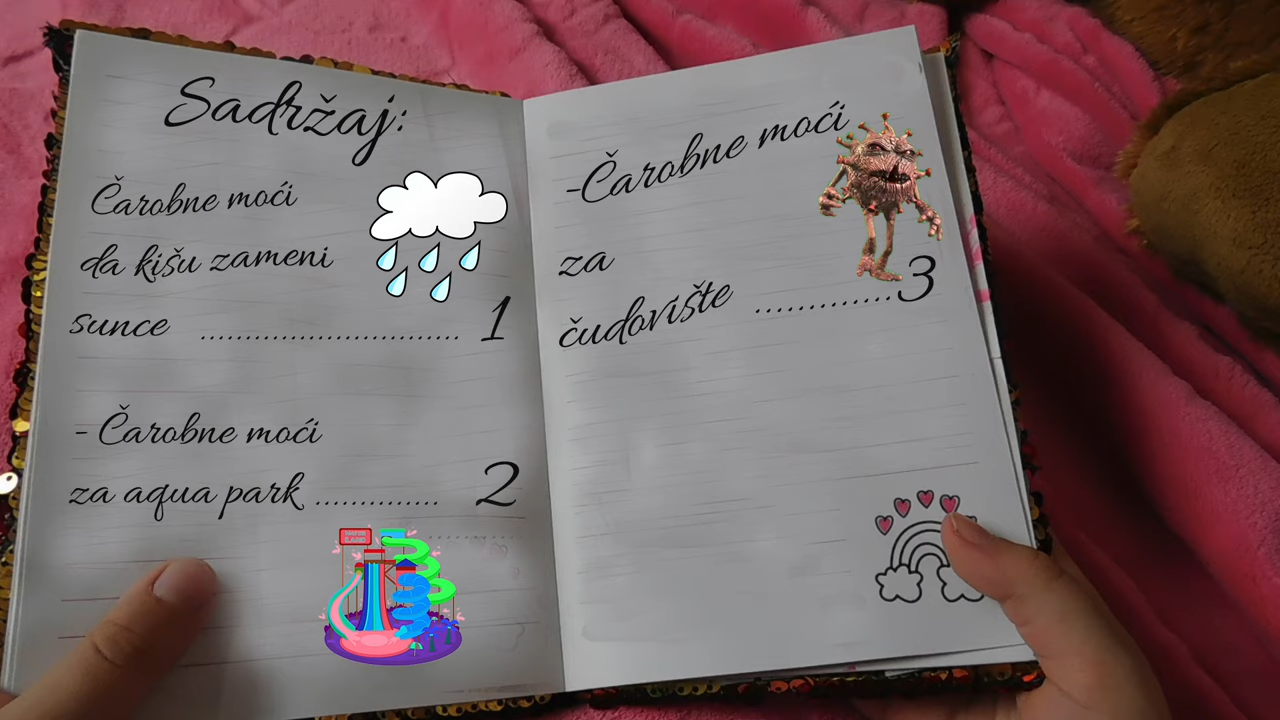 Sadržaj:
Čarobne moći
da kišu zameni
sunce ........................... 1
- Čarobne moći
za aqua park ............. 2
-Čarobne moći
za
čudovište ............3